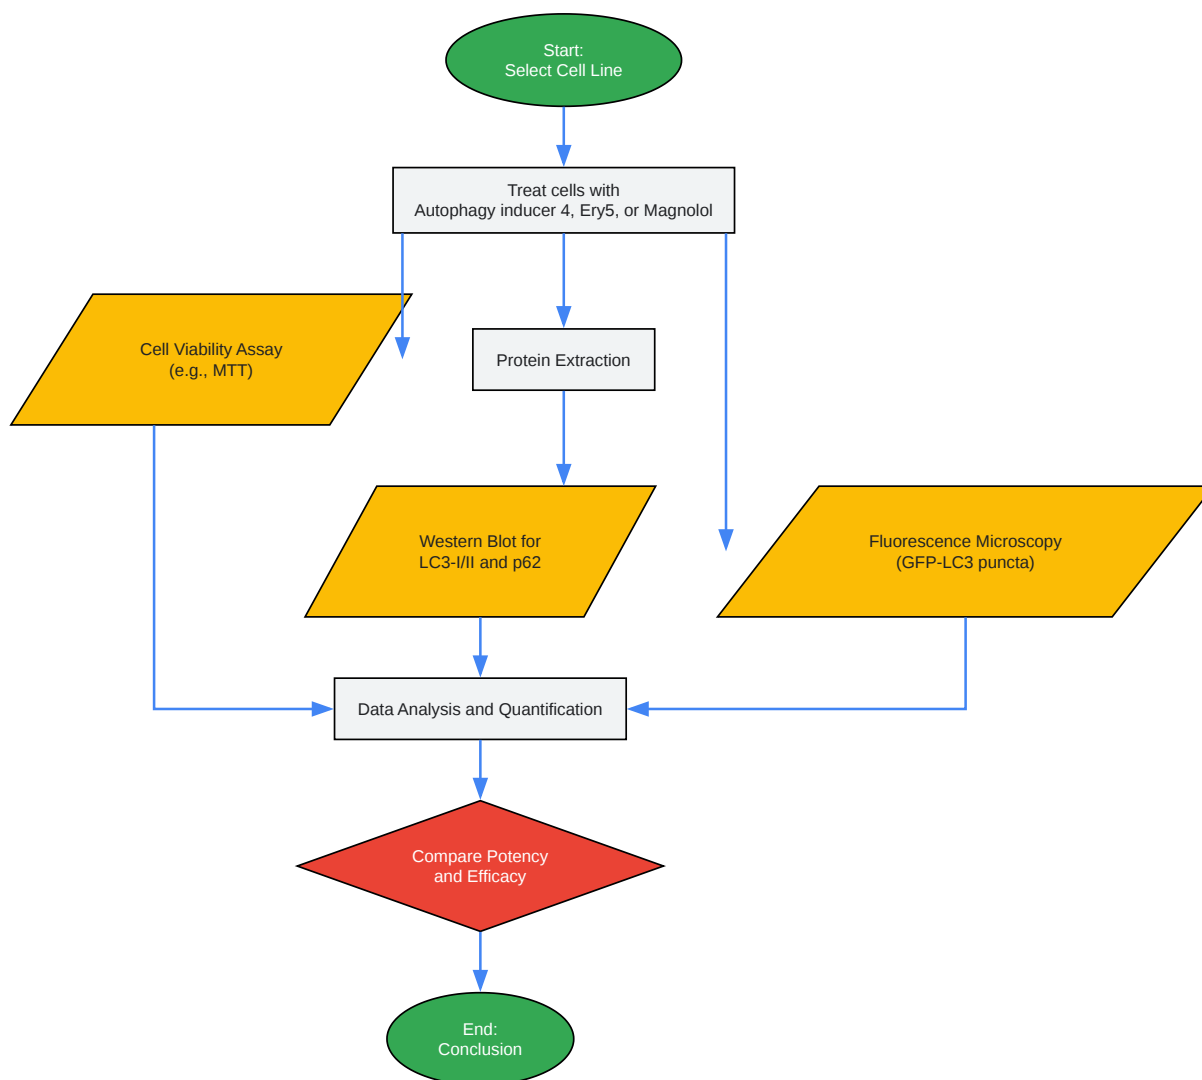 Start:
Select Cell Line
Treat cells with
Autophagy inducer 4, Ery5, or Magnolol
Cell Viability Assay
(e.g., MTT)
Protein Extraction
Western Blot for
LC3-I/II and p62
Fluorescence Microscopy
(GFP-LC3 puncta)
Data Analysis and Quantification
Compare Potency
and Efficacy
End:
Conclusion